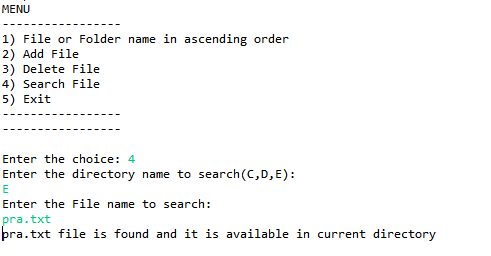 MENU
-----------------
1) File or Folder name in ascending order
2) Add File
3) Delete File
4) Search File
5) Exit
-----------------
-----------------
Enter the choice: 4
Enter the directory name to search(C,D,E):
E
Enter the File name to search:
pra.txt
pra.txt file is found and it is available in current directory